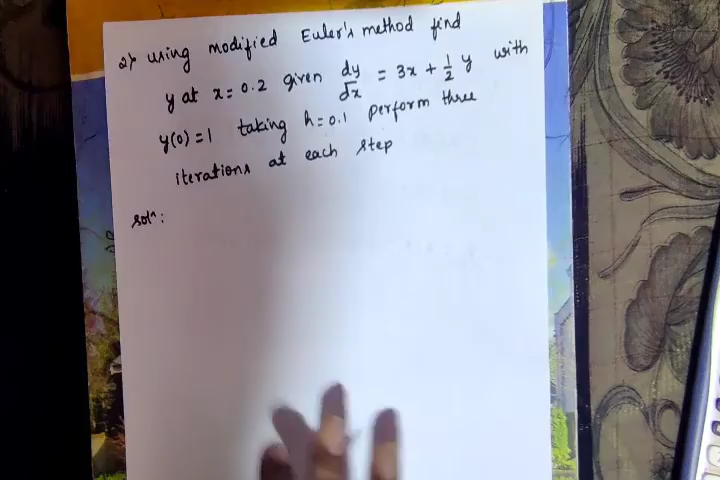 2) using modified Euler's method find
y at x = 0.2 given dy/dx = 3x + 1/2 y with
y(0) = 1 taking h = 0.1 perform three
iterations at each step
solⁿ: